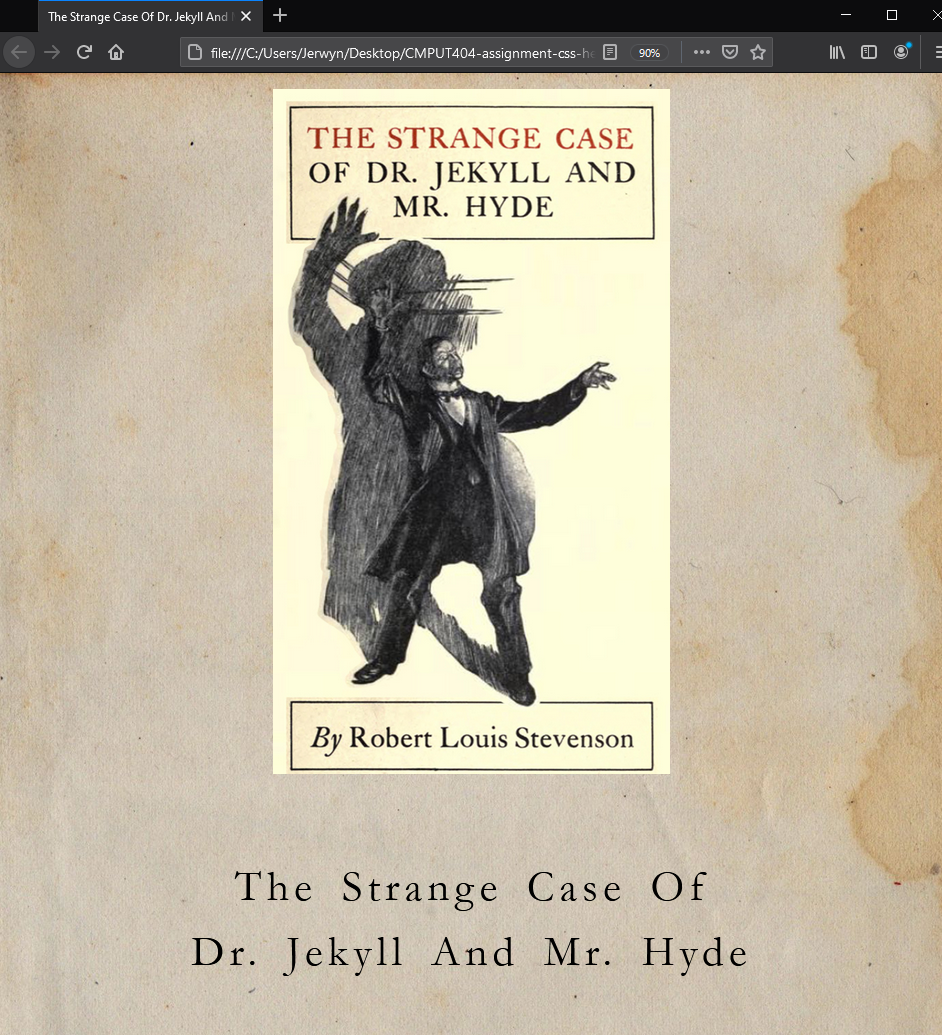 The Strange Case Of Dr. Jekyll And
file:///C:/Users/Jerwyn/Desktop/CMPUT404-assignment-css-he
90%
THE STRANGE CASE
OF DR. JEKYLL AND
MR. HYDE
By Robert Louis Stevenson
The Strange Case Of
Dr. Jekyll And Mr. Hyde